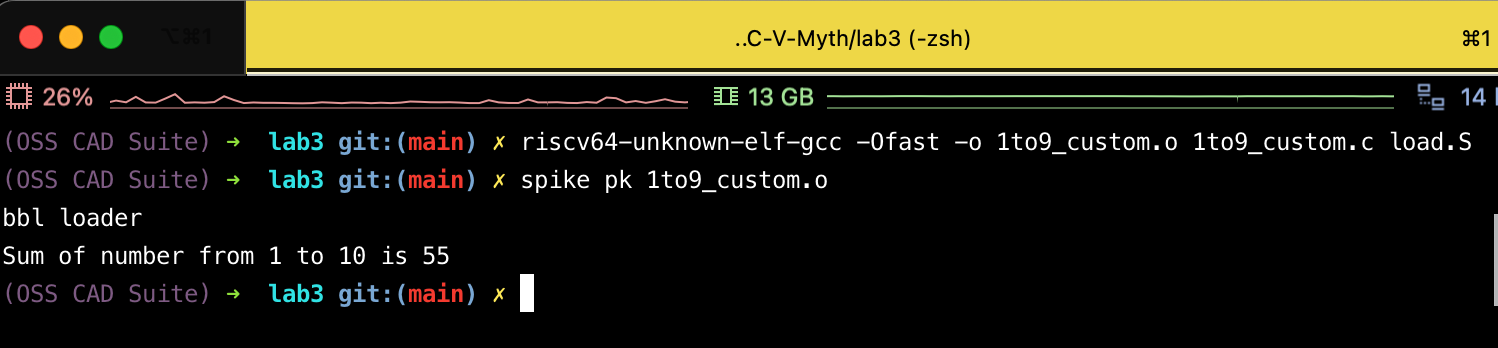 ⌥⌘1 ..C-V-Myth/lab3 (-zsh) ⌘1
26% 13 GB 14
(OSS CAD Suite) → lab3 git:(main) ✗ riscv64-unknown-elf-gcc -Ofast -o 1to9_custom.o 1to9_custom.c load.S
(OSS CAD Suite) → lab3 git:(main) ✗ spike pk 1to9_custom.o
bbl loader
Sum of number from 1 to 10 is 55
(OSS CAD Suite) → lab3 git:(main) ✗